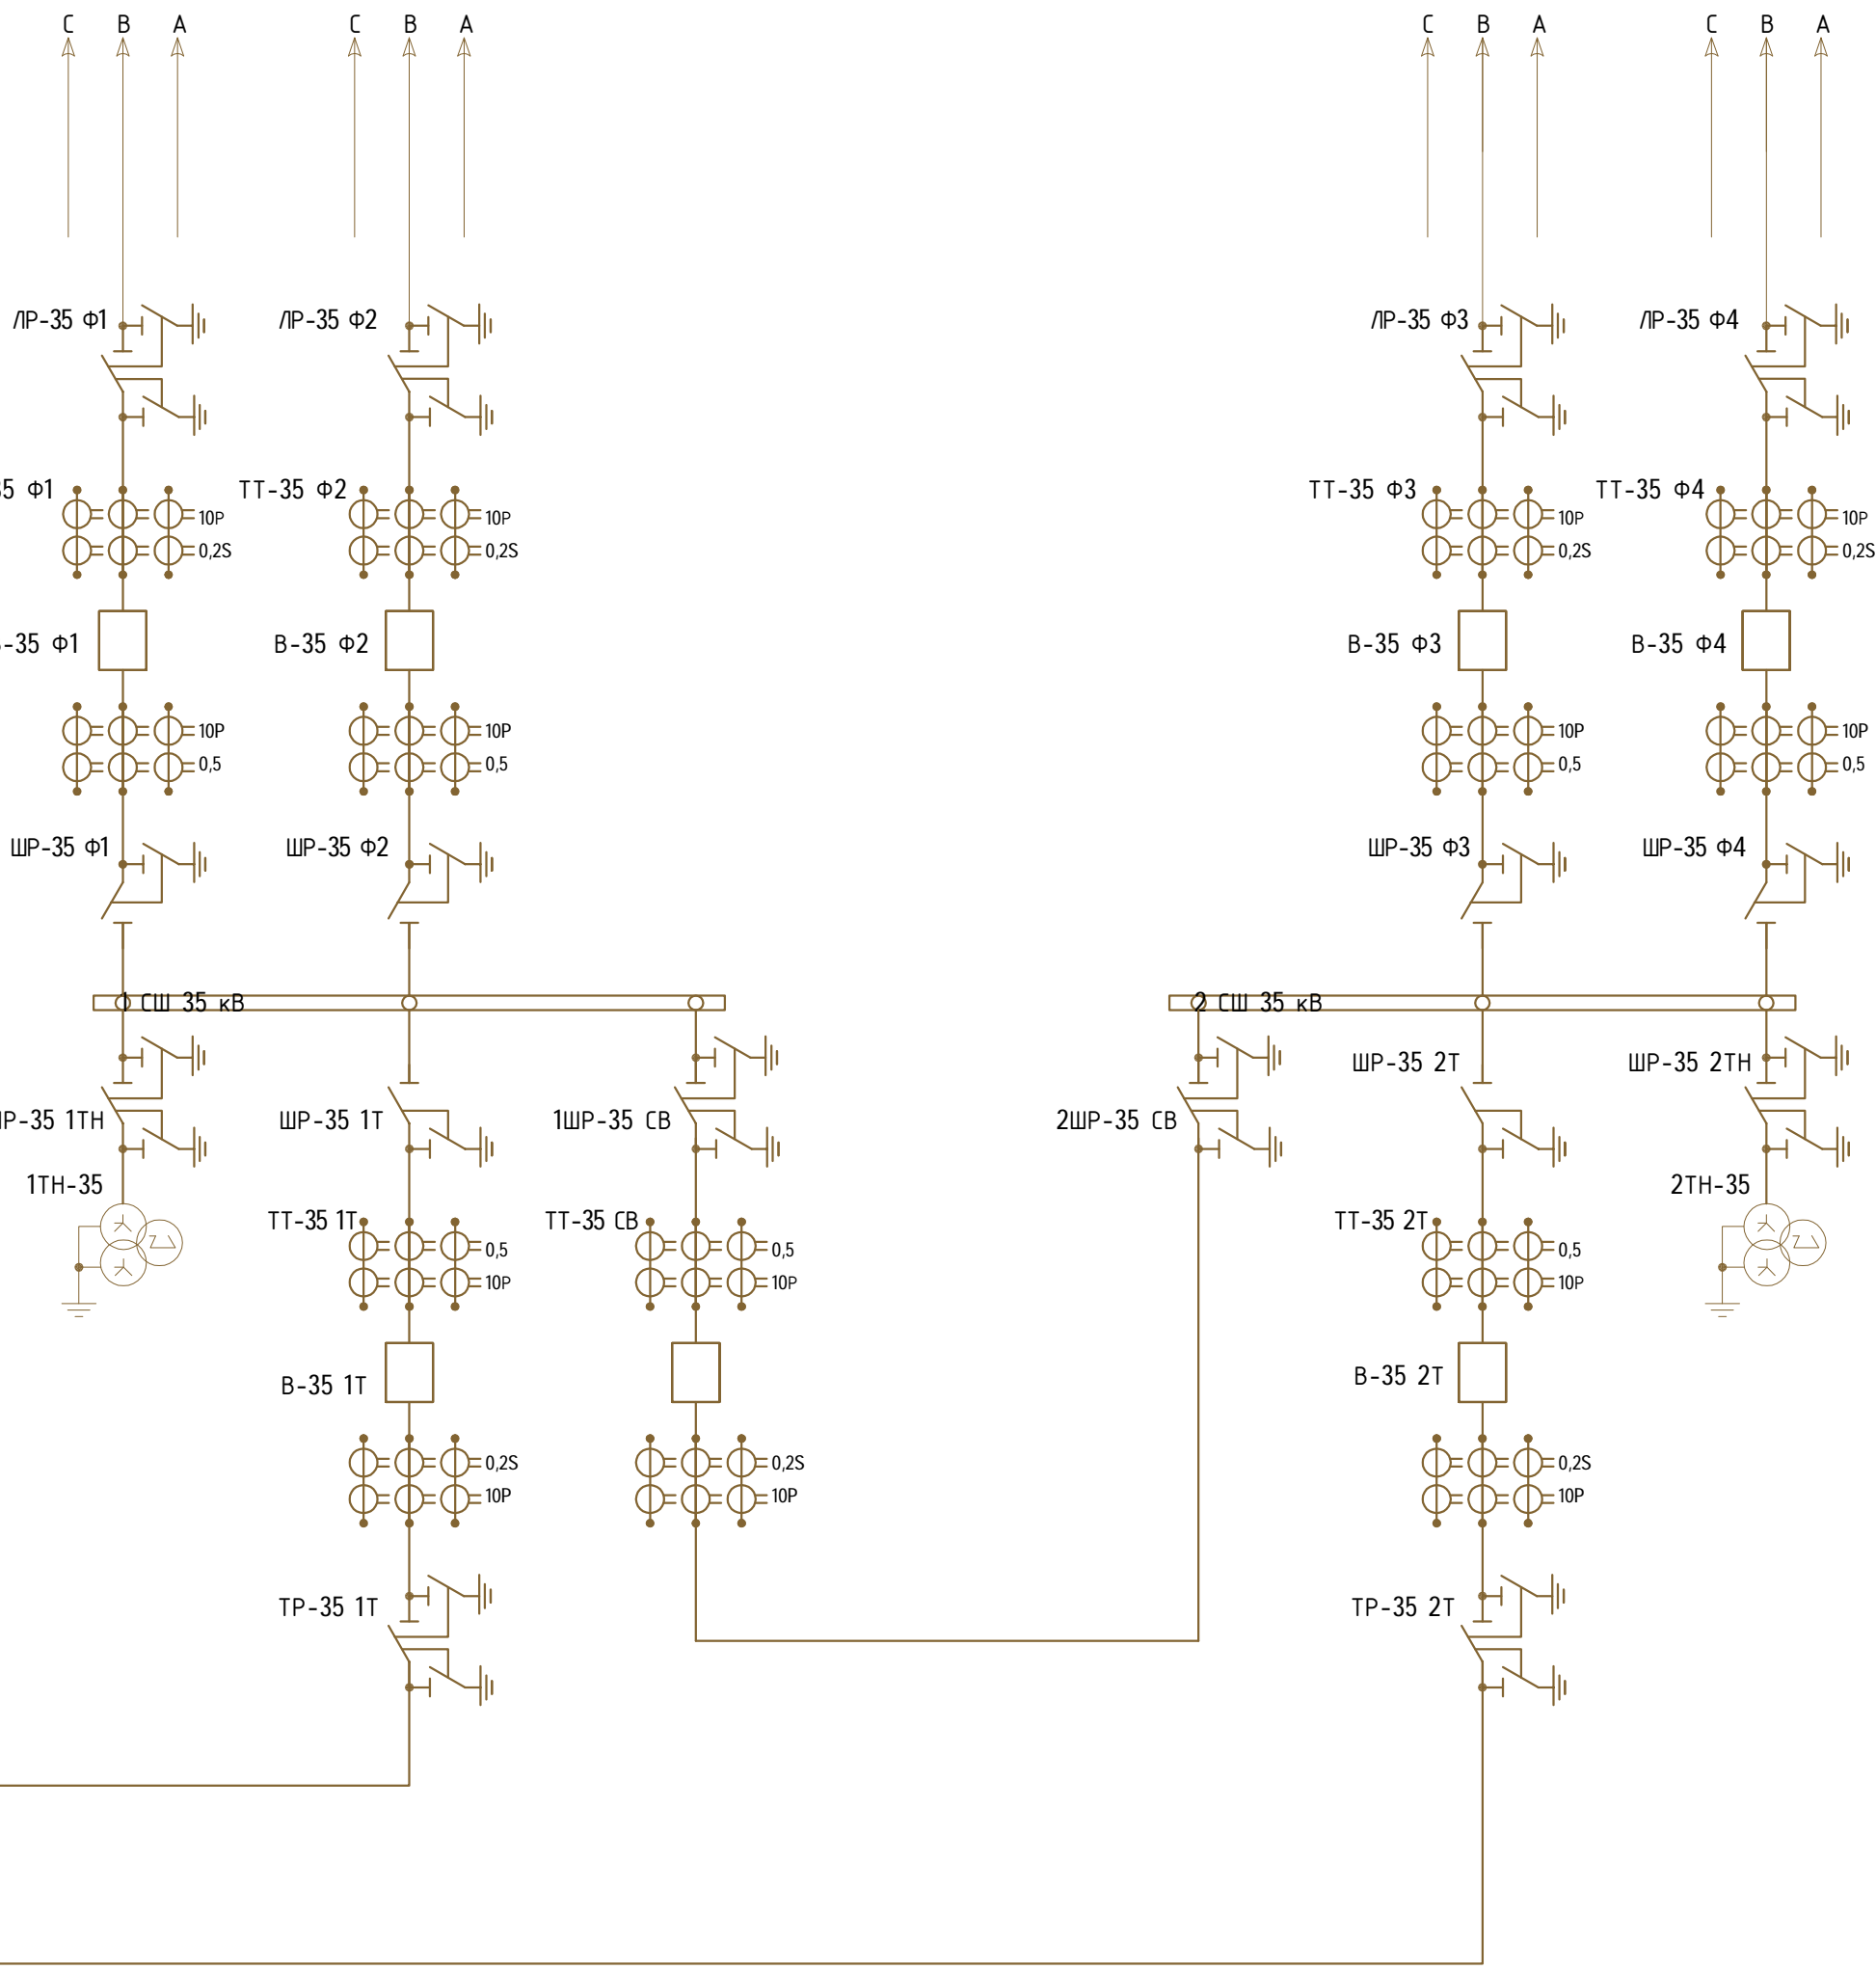 С В А С В А С В А С В А
ЛР-35 Ф1 ЛР-35 Ф2 ЛР-35 Ф3 ЛР-35 Ф4
35 Ф1 ТТ-35 Ф2 ТТ-35 Ф3 ТТ-35 Ф4
10Р 10Р 10Р 10Р
0,2S 0,2S 0,2S 0,2S
-35 Ф1 В-35 Ф2 В-35 Ф3 В-35 Ф4
10Р 10Р 10Р 10Р
0,5 0,5 0,5 0,5
ШР-35 Ф1 ШР-35 Ф2 ШР-35 Ф3 ШР-35 Ф4
1 СШ 35 кВ 2 СШ 35 кВ
ШР-35 2Т ШР-35 2ТН
Р-35 1ТН ШР-35 1Т 1ШР-35 СВ 2ШР-35 СВ
1ТН-35 2ТН-35
ТТ-35 1Т ТТ-35 СВ ТТ-35 2Т
0,5 0,5 0,5
10Р 10Р 10Р
В-35 1Т В-35 2Т
0,2S 0,2S 0,2S
10Р 10Р 10Р
ТР-35 1Т ТР-35 2Т